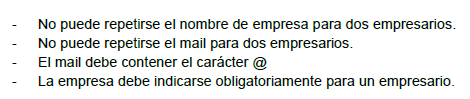 - No puede repetirse el nombre de empresa para dos empresarios.
- No puede repetirse el mail para dos empresarios.
- El mail debe contener el carácter @
- La empresa debe indicarse obligatoriamente para un empresario.